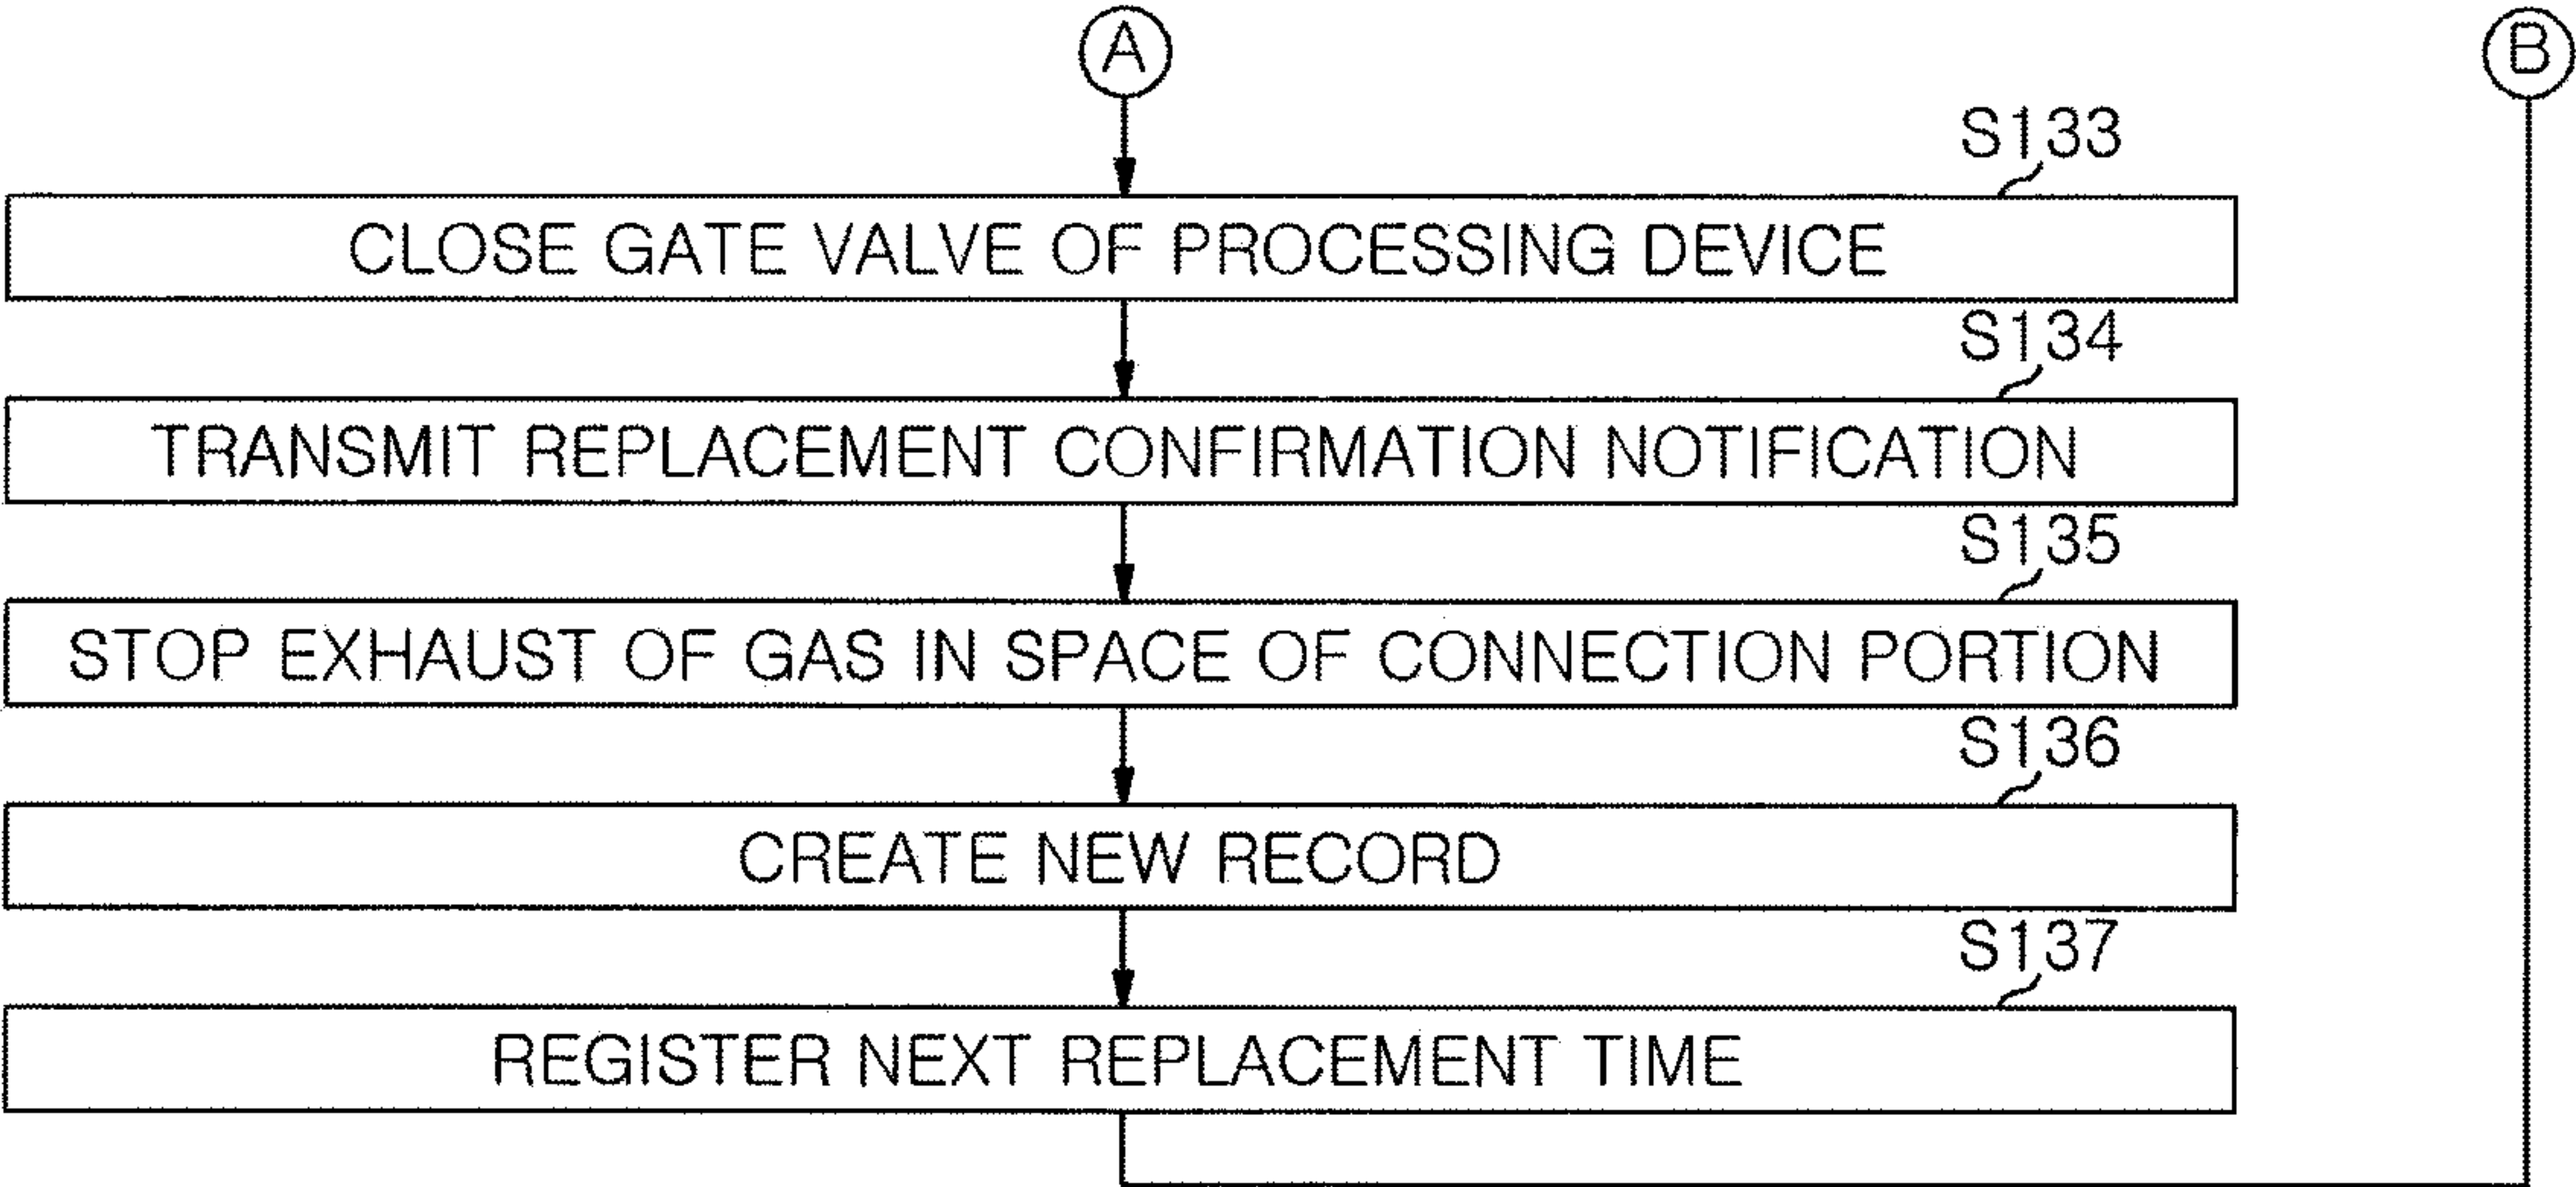 A
B
S133
CLOSE GATE VALVE OF PROCESSING DEVICE
S134
TRANSMIT REPLACEMENT CONFIRMATION NOTIFICATION
S135
STOP EXHAUST OF GAS IN SPACE OF CONNECTION PORTION
S136
CREATE NEW RECORD
S137
REGISTER NEXT REPLACEMENT TIME